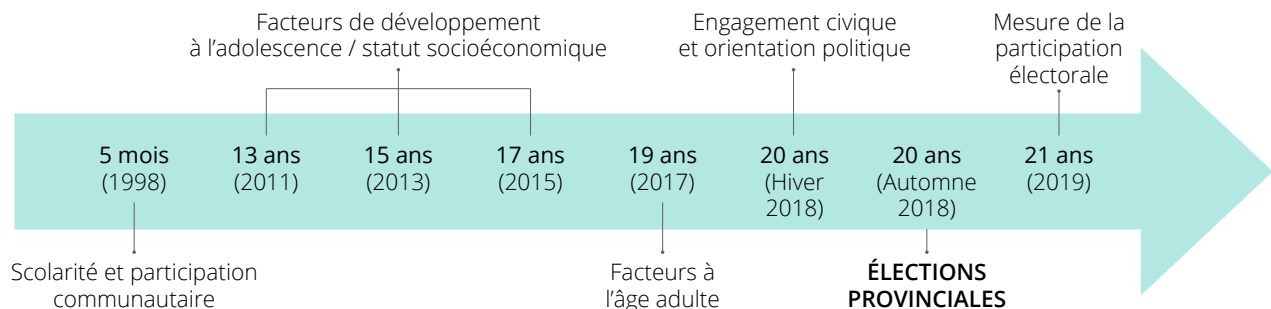 Facteurs de développement
à l’adolescence / statut socioéconomique
Engagement civique
et orientation politique
Mesure de la
participation
électorale
5 mois
(1998)
13 ans
(2011)
15 ans
(2013)
17 ans
(2015)
19 ans
(2017)
20 ans
(Hiver
2018)
20 ans
(Automne
2018)
21 ans
(2019)
Scolarité et participation
communautaire
Facteurs à
l’âge adulte
ÉLECTIONS
PROVINCIALES